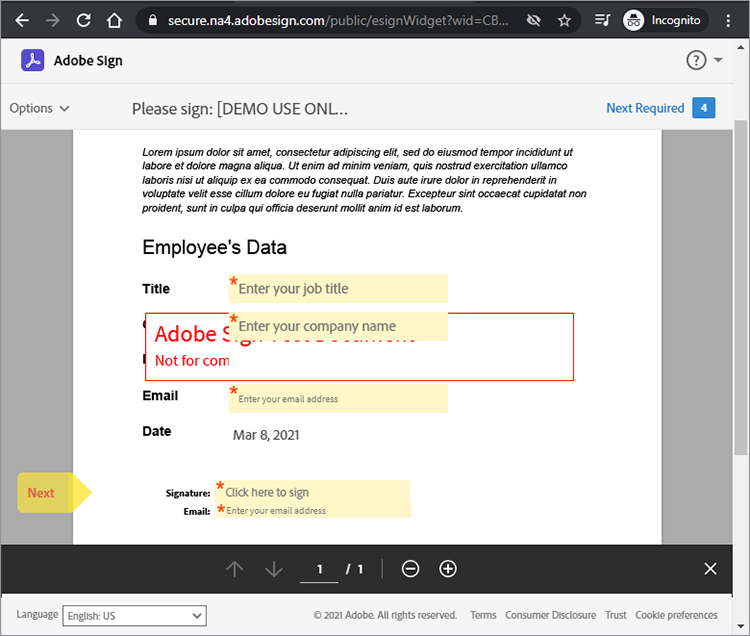 secure.na4.adobesign.com/public/esignWidget?wid=CB... Incognito
Adobe Sign
Options Please sign: [DEMO USE ONL... Next Required 4
Lorem ipsum dolor sit amet, consectetur adipiscing elit, sed do eiusmod tempor incididunt ut
labore et dolore magna aliqua. Ut enim ad minim veniam, quis nostrud exercitation ullamco
laboris nisi ut aliquip ex ea commodo consequat. Duis aute irure dolor in reprehenderit in
voluptate velit esse cillum dolore eu fugiat nulla pariatur. Excepteur sint occaecat cupidatat non
proident, sunt in culpa qui officia deserunt mollit anim id est laborum.
Employee's Data
Title * Enter your job title
* Enter your company name
Adobe
Not for com
Email * Enter your email address
Date Mar 8, 2021
Next
Signature: * Click here to sign
Email: * Enter your email address
1 / 1
Language English: US © 2021 Adobe. All rights reserved. Terms Consumer Disclosure Trust Cookie preferences